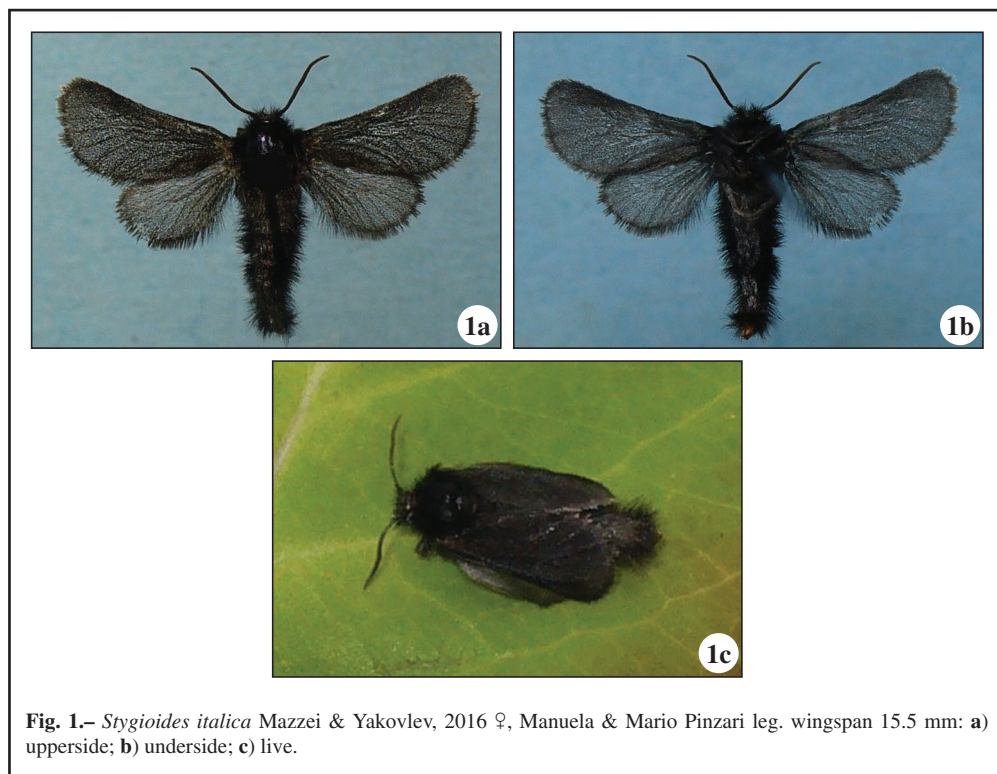 1a
1b
1c
Fig. 1.– Stygioides italica Mazzei & Yakovlev, 2016 ♀, Manuela & Mario Pinzari leg. wingspan 15.5 mm: a)
upperside; b) underside; c) live.